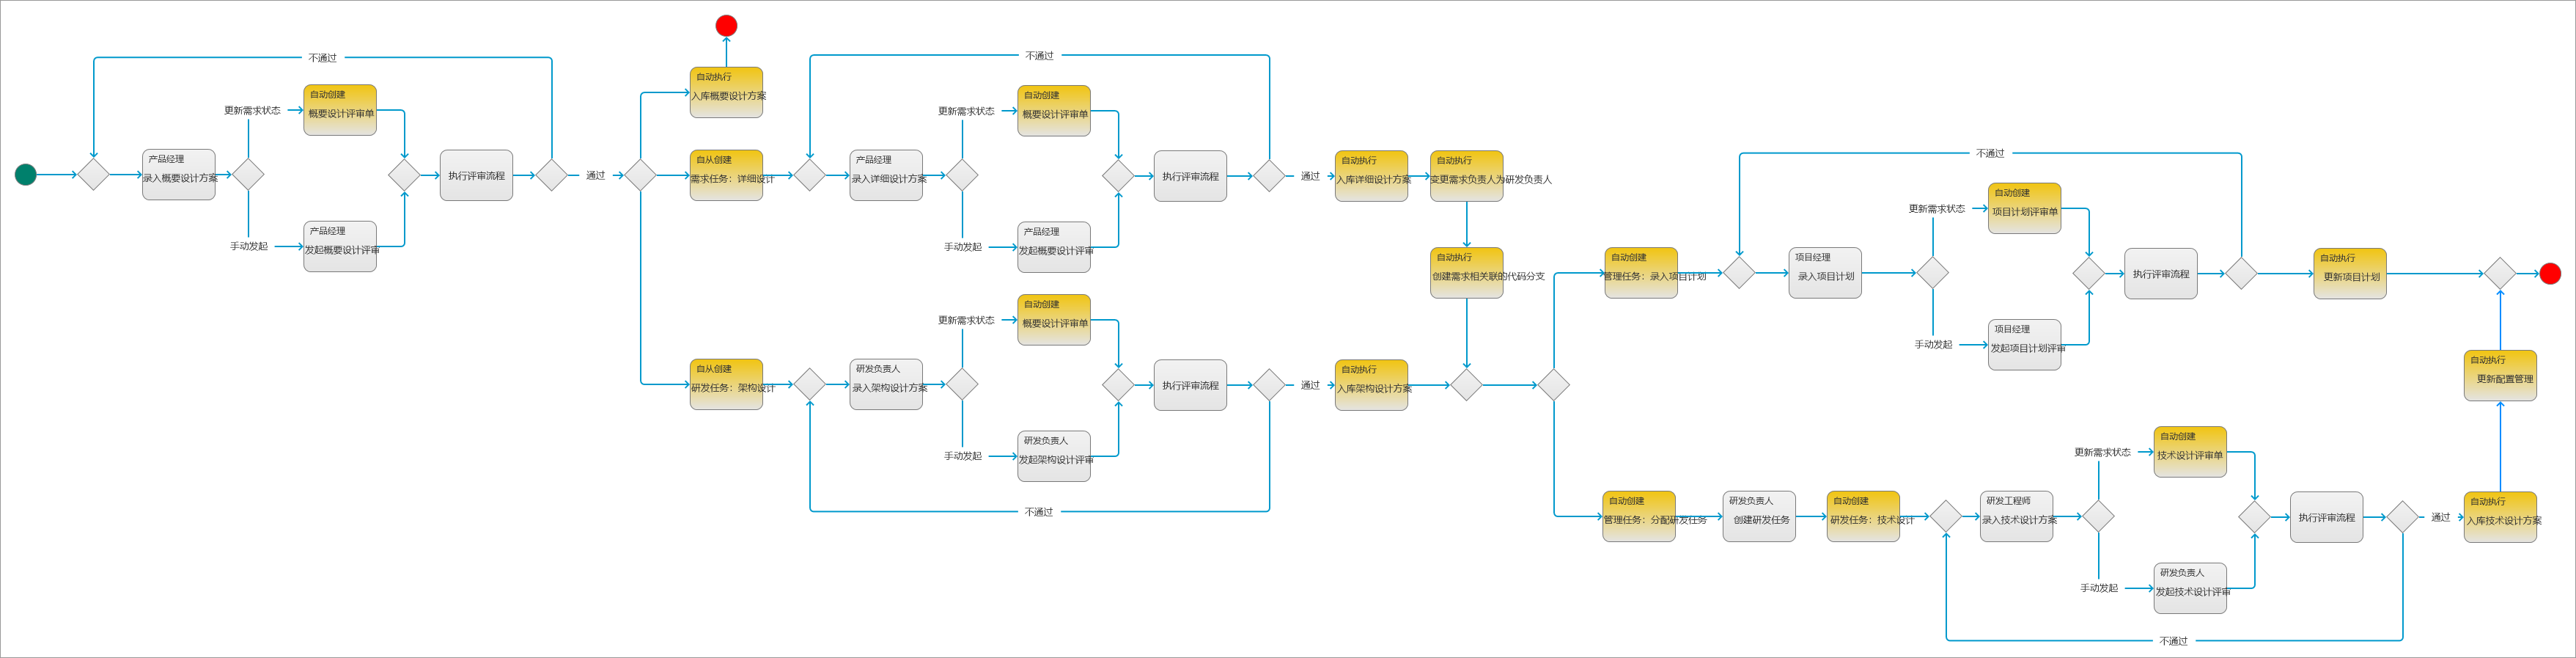 不通过
自动创建
概要设计评审单
更新需求状态
产品经理
录入概要设计方案
手动发起
产品经理
发起概要设计评审
执行评审流程
通过
自动执行
入库概要设计方案
自从创建
需求任务：详细设计
不通过
产品经理
录入详细设计方案
更新需求状态
自动创建
概要设计评审单
手动发起
产品经理
发起概要设计评审
执行评审流程
通过
自动执行
入库详细设计方案
自动执行
变更需求负责人为研发负责人
自动执行
创建需求相关联的代码分支
自从创建
研发任务：架构设计
研发负责人
录入架构设计方案
更新需求状态
自动创建
概要设计评审单
手动发起
研发负责人
发起架构设计评审
执行评审流程
通过
不通过
自动执行
入库架构设计方案
自动创建
管理任务：录入项目计划
不通过
项目经理
录入项目计划
更新需求状态
自动创建
项目计划评审单
手动发起
项目经理
发起项目计划评审
执行评审流程
自动执行
更新项目计划
自动创建
管理任务：分配研发任务
研发负责人
创建研发任务
自动创建
研发任务：技术设计
研发工程师
录入技术设计方案
更新需求状态
自动创建
技术设计评审单
手动发起
研发负责人
发起技术设计评审
执行评审流程
通过
不通过
自动执行
入库技术设计方案
自动执行
更新配置管理